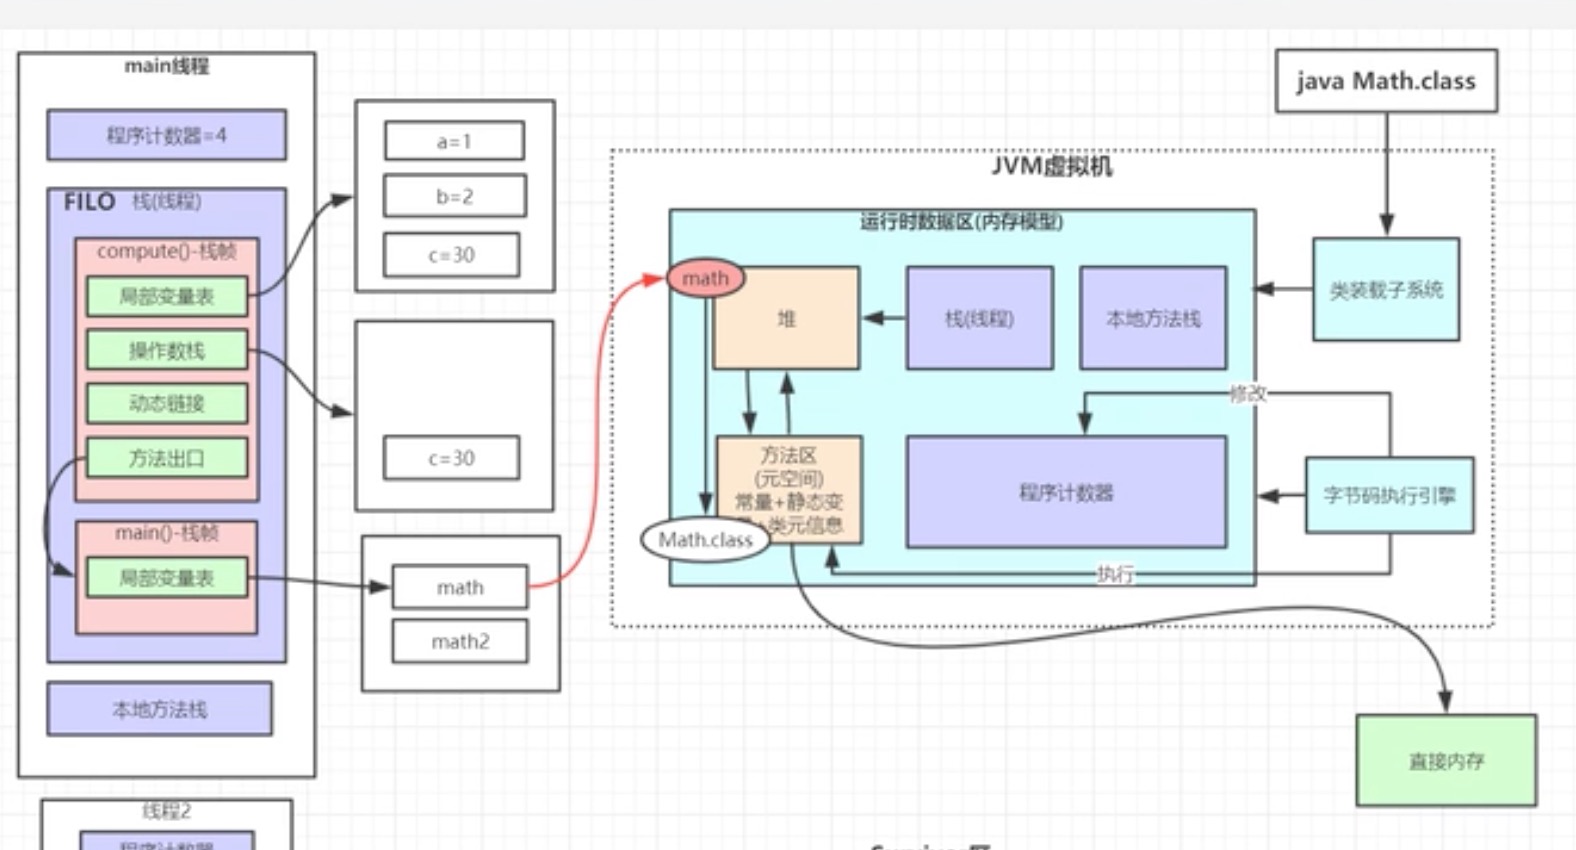 main线程
程序计数器=4
FILO 栈(线程)
compute()-栈帧
局部变量表
操作数栈
动态链接
方法出口
main()-栈帧
局部变量表
本地方法栈
线程2
程序计数器
a=1
b=2
c=30
c=30
math
math2
java Math.class
JVM虚拟机
运行时数据区(内存模型)
math
堆
栈(线程)
本地方法栈
类装载子系统
修改
方法区
(元空间)
常量+静态变
+类元信息
Math.class
程序计数器
字节码执行引擎
执行
直接内存